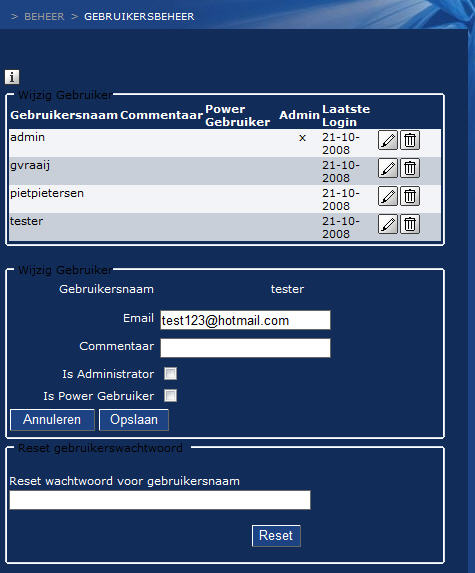 > BEHEER > GEBRUIKERSBEHEER
i
Wijzig Gebruiker
Gebruikersnaam Commentaar Power Gebruiker Admin Laatste Login
admin x 21-10-2008
gvraaij 21-10-2008
pietpietersen 21-10-2008
tester 21-10-2008
Wijzig Gebruiker
Gebruikersnaam tester
Email test123@hotmail.com
Commentaar
Is Administrator
Is Power Gebruiker
Annuleren Opslaan
Reset gebruikerswachtwoord
Reset wachtwoord voor gebruikersnaam
Reset